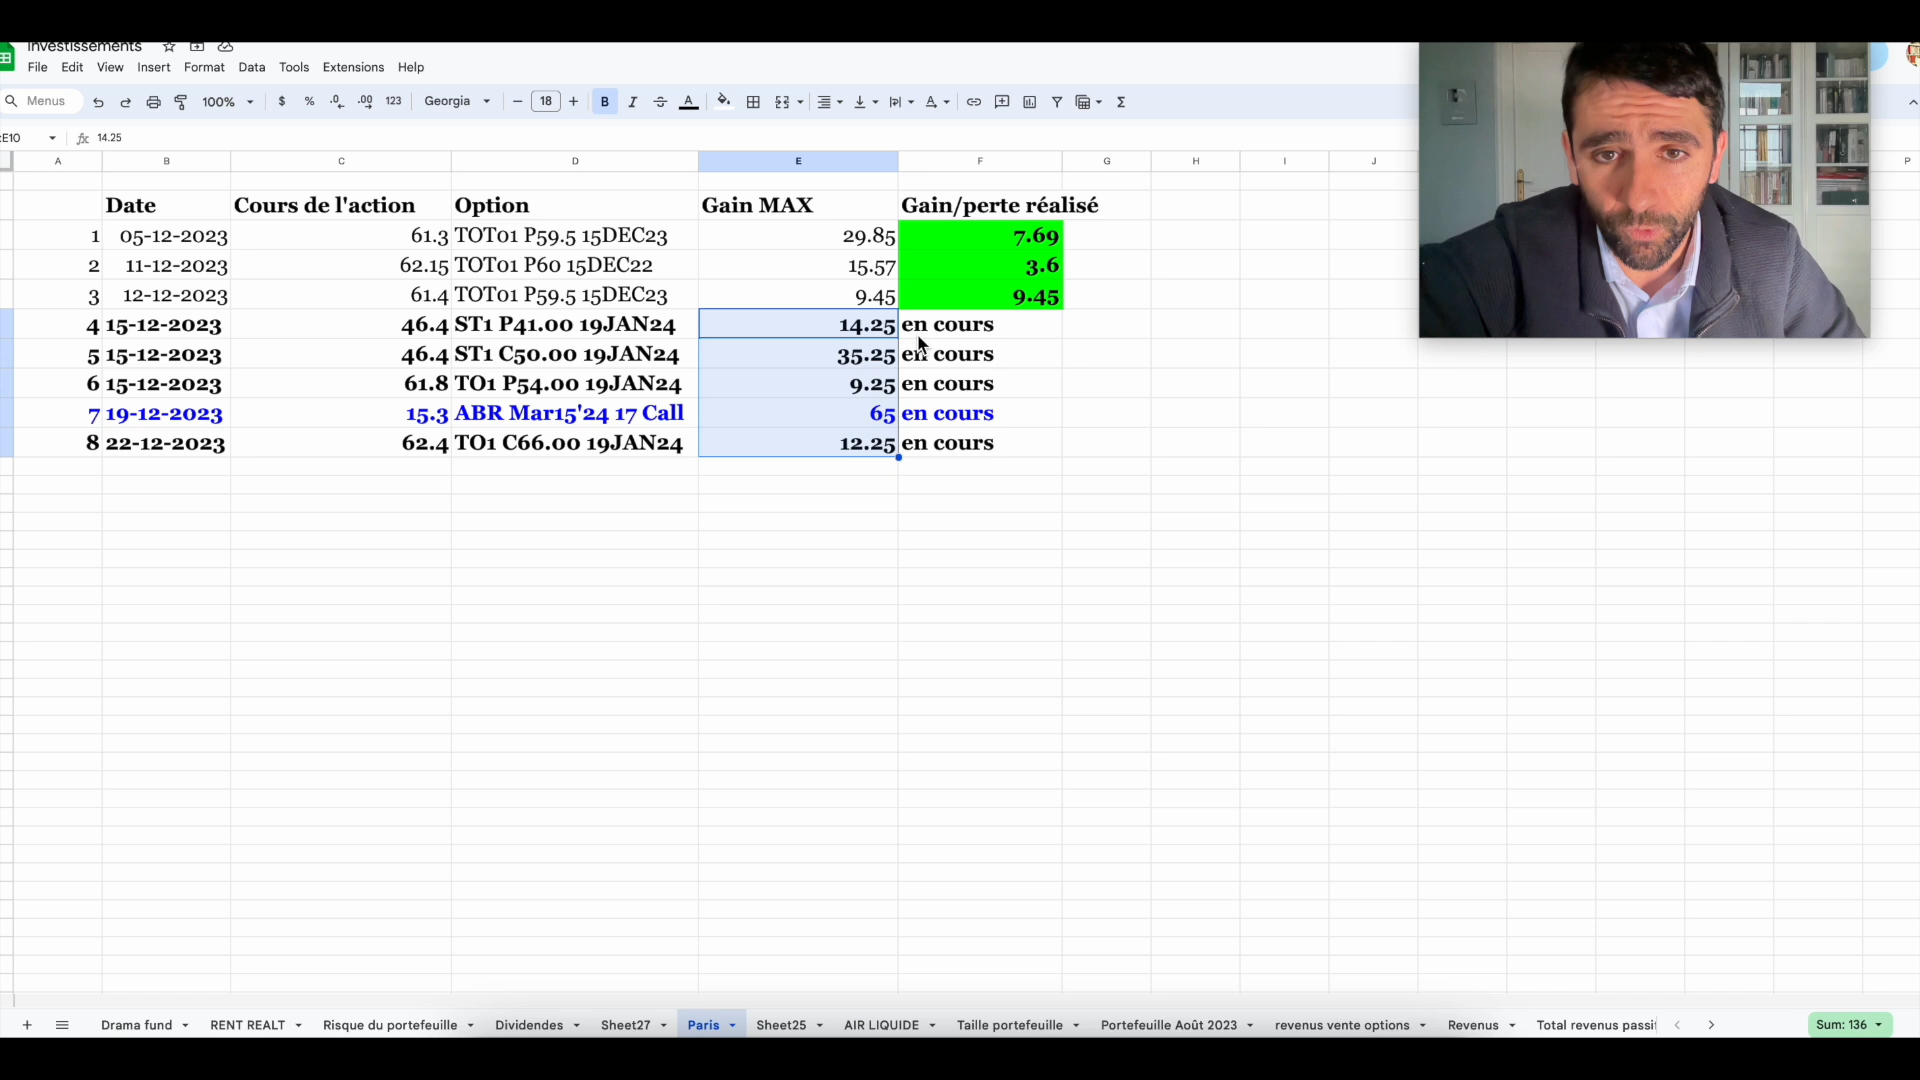 Investissements
File Edit View Insert Format Data Tools Extensions Help
Menus 100% $ % .0 .00 123 Georgia 18 B I A Σ
:E10 fx 14.25
A B C D E F G H I J P
Date Cours de l'action Option Gain MAX Gain/perte réalisé
1 05-12-2023 61.3 TOT01 P59.5 15DEC23 29.85 7.69
2 11-12-2023 62.15 TOT01 P60 15DEC22 15.57 3.6
3 12-12-2023 61.4 TOT01 P59.5 15DEC23 9.45 9.45
4 15-12-2023 46.4 ST1 P41.00 19JAN24 14.25 en cours
5 15-12-2023 46.4 ST1 C50.00 19JAN24 35.25 en cours
6 15-12-2023 61.8 TO1 P54.00 19JAN24 9.25 en cours
7 19-12-2023 15.3 ABR Mar15'24 17 Call 65 en cours
8 22-12-2023 62.4 TO1 C66.00 19JAN24 12.25 en cours
Drama fund RENT REALT Risque du portefeuille Dividendes Sheet27 Paris Sheet25 AIR LIQUIDE Taille portefeuille Portefeuille Août 2023 revenus vente options Revenus Total revenus passi Sum: 136